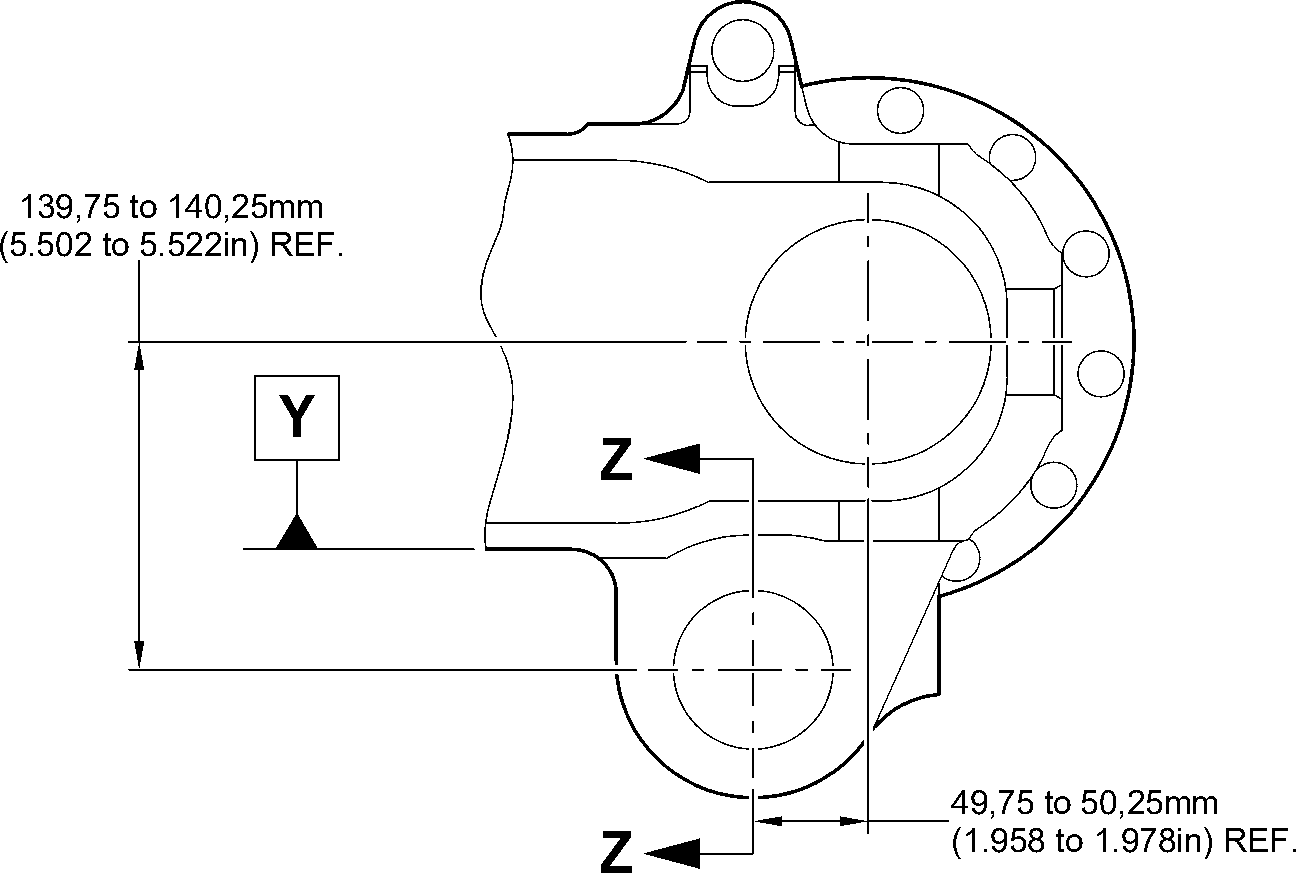 139,75 to 140,25mm
(5.502 to 5.522in) REF.
Y
Z
49,75 to 50,25mm
(1.958 to 1.978in) REF.
Z